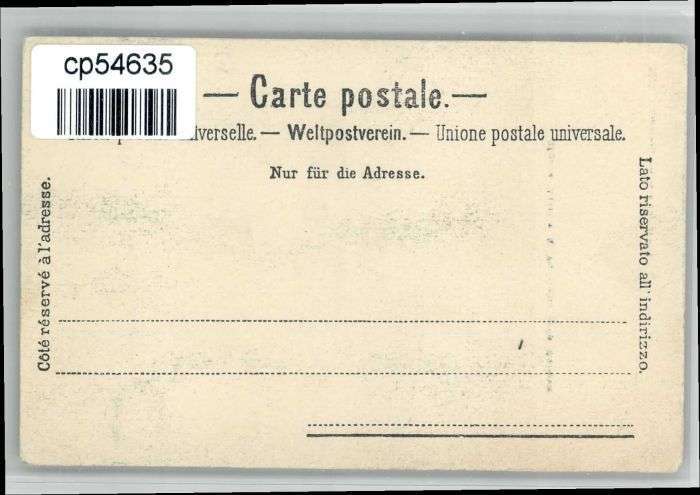 cp54635
— Carte postale. —
verselle. — Weltpostverein. — Unione postale universale.
Nur für die Adresse.
Côté réservé à l'adresse.
Lato riservato all' indirizzo.